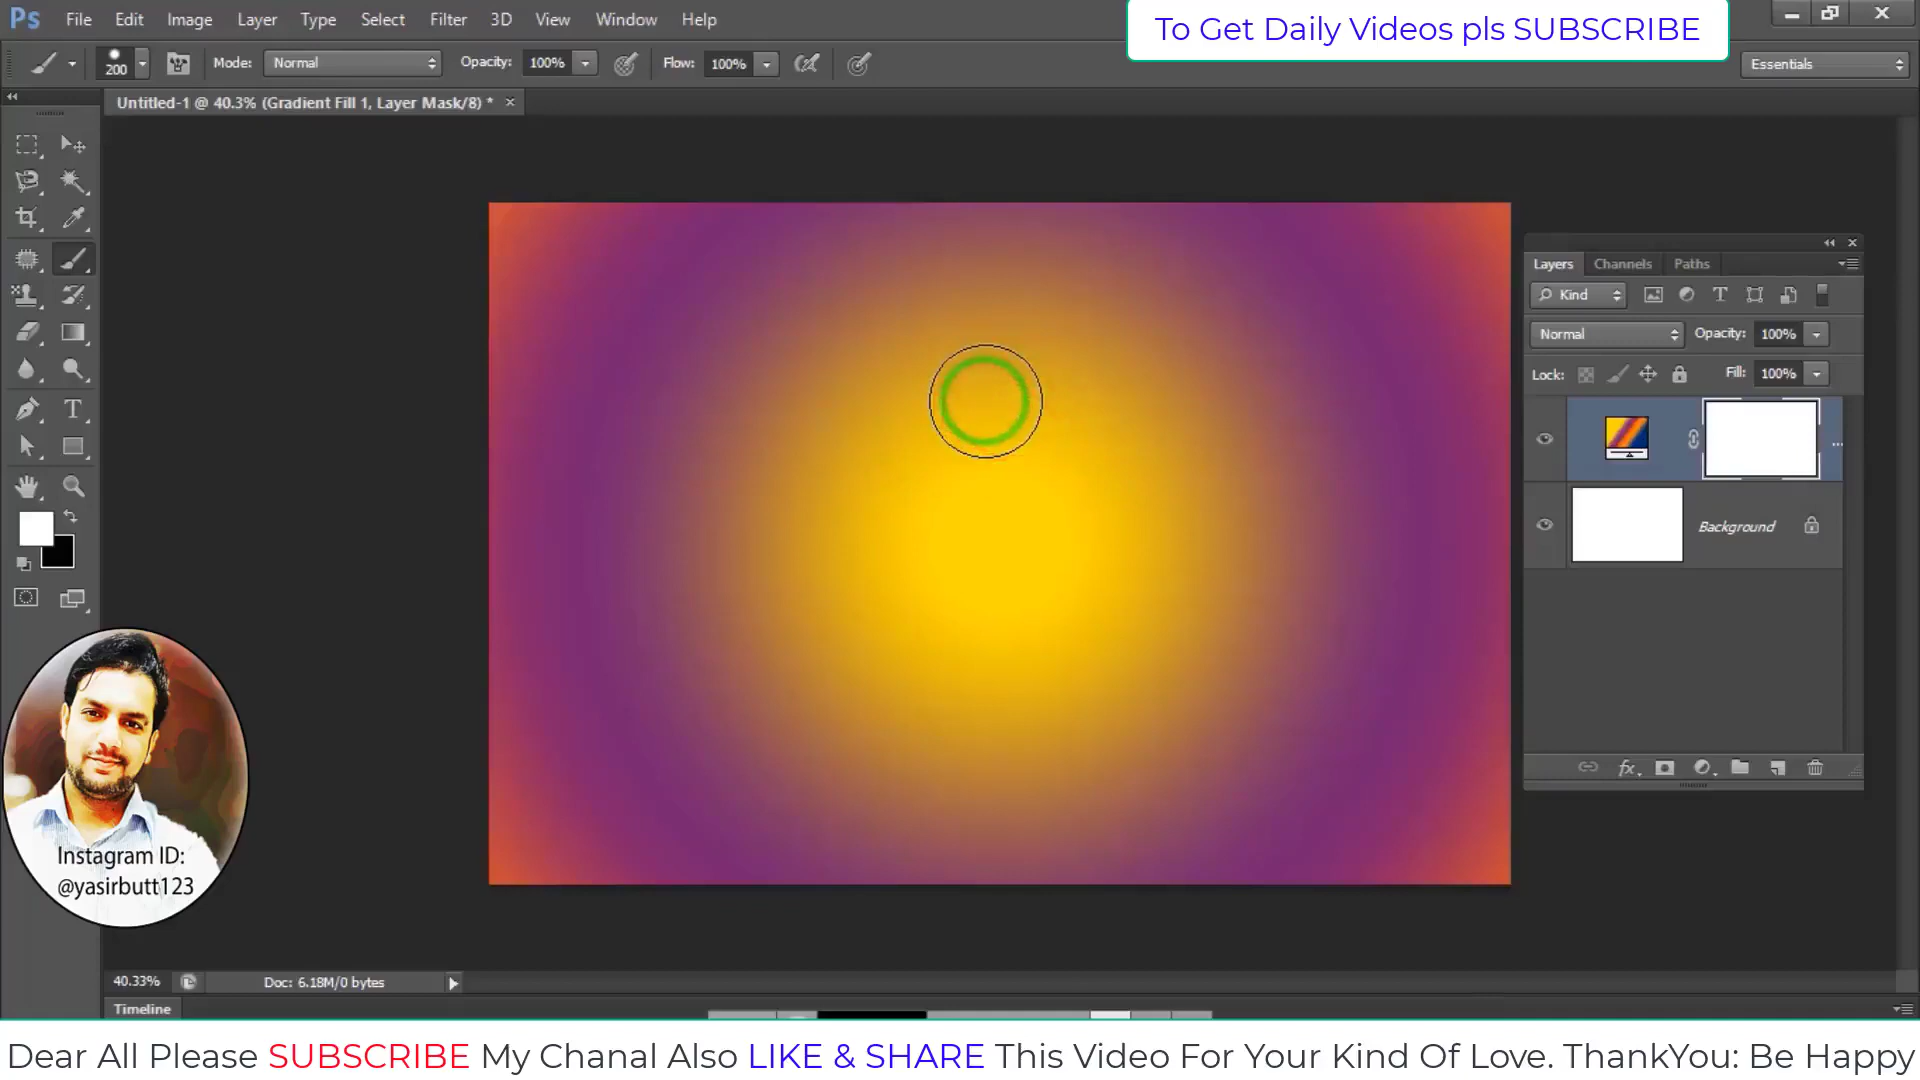 Ps File Edit Image Layer Type Select Filter 3D View Window Help
To Get Daily Videos pls SUBSCRIBE
200 Mode: Normal Opacity: 100% Flow: 100% Essentials
Untitled-1 @ 40.3% (Gradient Fill 1, Layer Mask/8) *
Layers Channels Paths
Kind
Normal Opacity: 100%
Lock: Fill: 100%
Background
Instagram ID:
@yasirbutt123
40.33% Doc: 6.18M/0 bytes
Timeline
Dear All Please SUBSCRIBE My Chanal Also LIKE & SHARE This Video For Your Kind Of Love. ThankYou: Be Happy